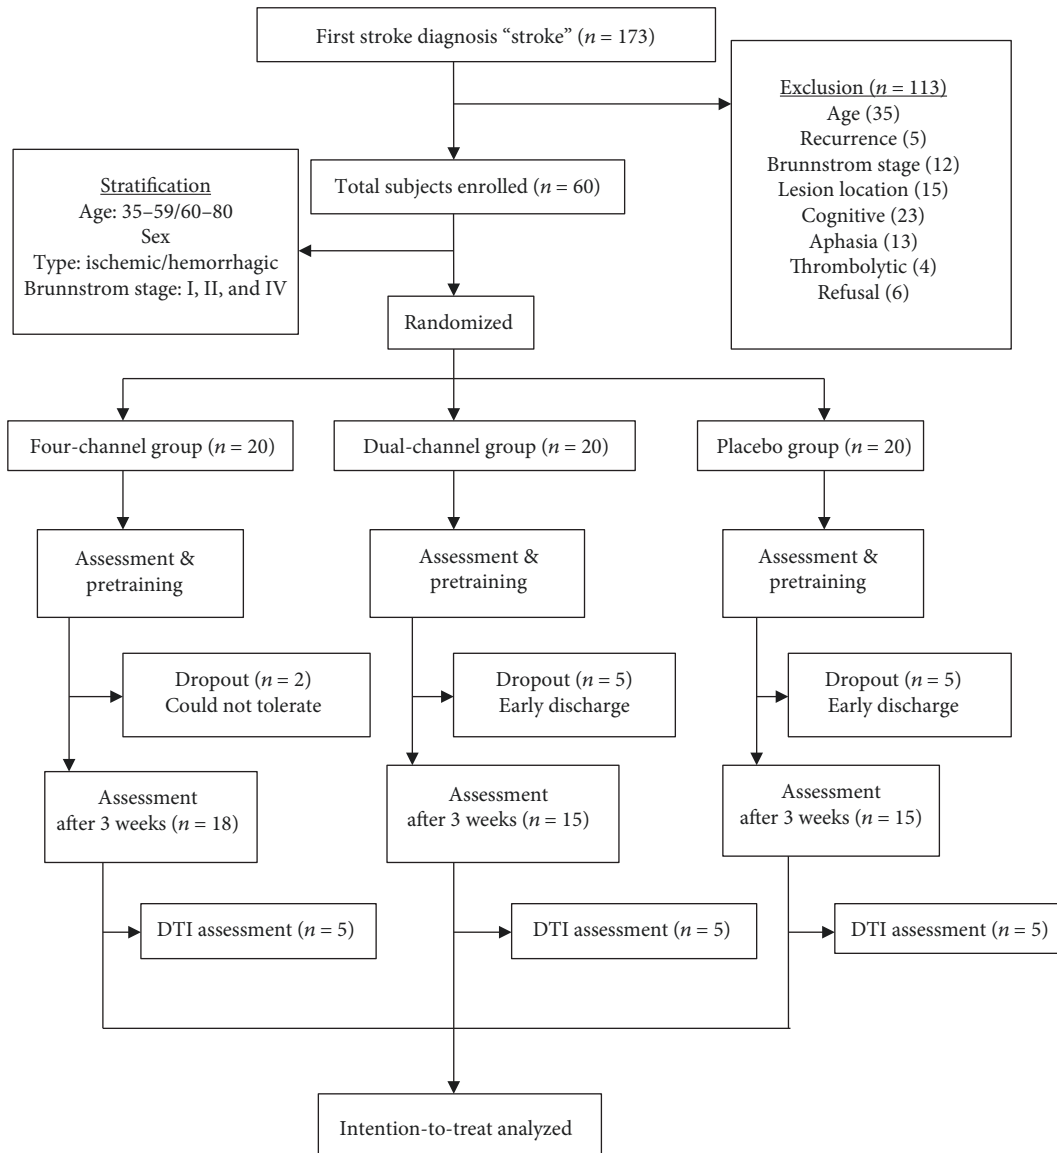 First stroke diagnosis “stroke” (n = 173)
Exclusion (n = 113)
Age (35)
Recurrence (5)
Brunnstrom stage (12)
Lesion location (15)
Cognitive (23)
Aphasia (13)
Thrombolytic (4)
Refusal (6)
Total subjects enrolled (n = 60)
Stratification
Age: 35–59/60–80
Sex
Type: ischemic/hemorrhagic
Brunnstrom stage: I, II, and IV
Randomized
Four-channel group (n = 20)
Dual-channel group (n = 20)
Placebo group (n = 20)
Assessment &
pretraining
Assessment &
pretraining
Assessment &
pretraining
Dropout (n = 2)
Could not tolerate
Dropout (n = 5)
Early discharge
Dropout (n = 5)
Early discharge
Assessment
after 3 weeks (n = 18)
Assessment
after 3 weeks (n = 15)
Assessment
after 3 weeks (n = 15)
DTI assessment (n = 5)
DTI assessment (n = 5)
DTI assessment (n = 5)
Intention-to-treat analyzed